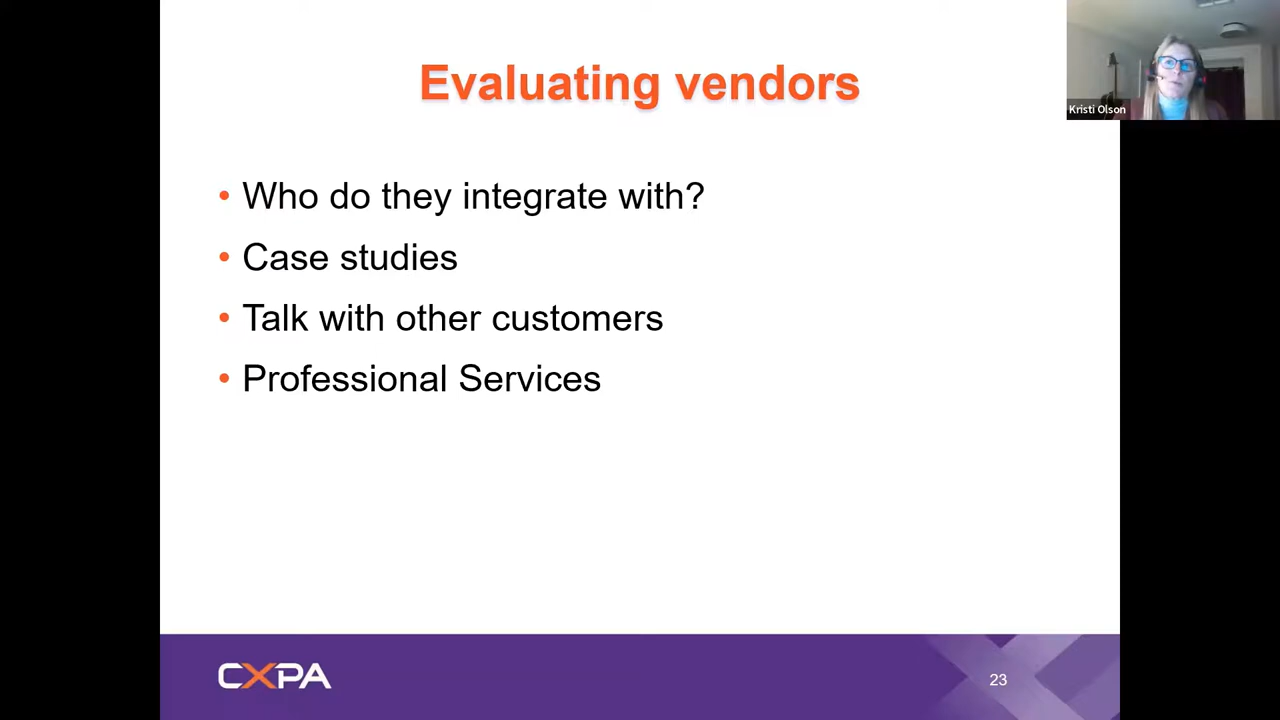 Evaluating vendors
Kristi Olson
• Who do they integrate with?
• Case studies
• Talk with other customers
• Professional Services
CXPA
23